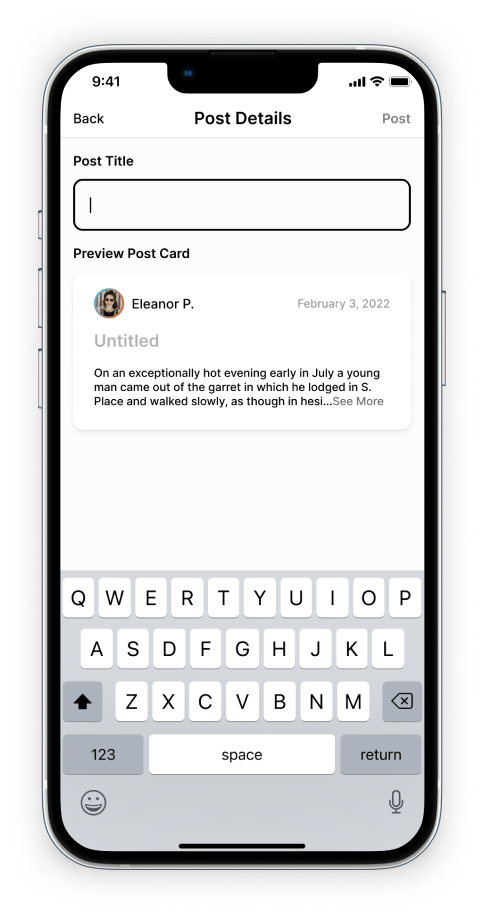 9:41
Back Post Details Post
Post Title
Preview Post Card
Eleanor P. February 3, 2022
Untitled
On an exceptionally hot evening early in July a young
man came out of the garret in which he lodged in S.
Place and walked slowly, as though in hesi...See More
Q W E R T Y U I O P
A S D F G H J K L
Z X C V B N M
123 space return